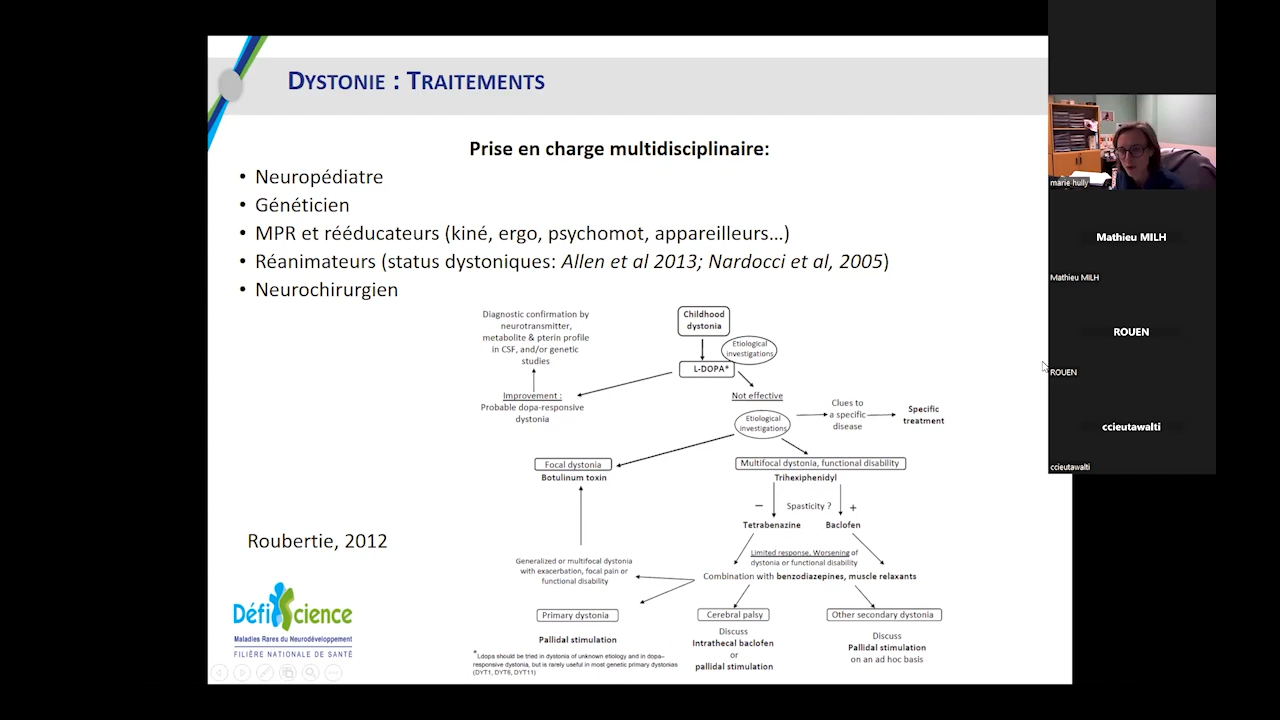 DYSTONIE : TRAITEMENTS
Prise en charge multidisciplinaire:
• Neuropédiatre
• Généticien
• MPR et rééducateurs (kiné, ergo, psychomot, appareilleurs…)
• Réanimateurs (status dystoniques: Allen et al 2013; Nardocci et al, 2005)
• Neurochirurgien
Diagnostic confirmation by
neurotransmitter,
metabolite & pterin profile
in CSF, and/or genetic
studies
Childhood
dystonia
Etiological
investigations
L-DOPA*
Improvement :
Probable dopa-responsive
dystonia
Not effective
Etiological
investigations
Clues to
a specific
disease
Specific
treatment
Focal dystonia
Botulinum toxin
Multifocal dystonia, functional disability
Trihexiphenidyl
– Spasticity ? +
Tetrabenazine Baclofen
Limited response, Worsening of
dystonia or functional disability
Combination with benzodiazepines, muscle relaxants
Generalized or multifocal dystonia
with exacerbation, focal pain or
functional disability
Primary dystonia
Pallidal stimulation
Cerebral palsy
Discuss
Intrathecal baclofen
or
pallidal stimulation
Other secondary dystonia
Discuss
Pallidal stimulation
on an ad hoc basis
*Ldopa should be tried in dystonia of unknown etiology and in dopa–
responsive dystonia, but is rarely useful in most genetic primary dystonias
(DYT1, DYT6, DYT11)
Roubertie, 2012
DéfiScience
Maladies Rares du Neurodéveloppement
FILIÈRE NATIONALE DE SANTÉ
marie hully
Mathieu MILH
Mathieu MILH
ROUEN
ROUEN
ccieutawalti
ccieutawalti